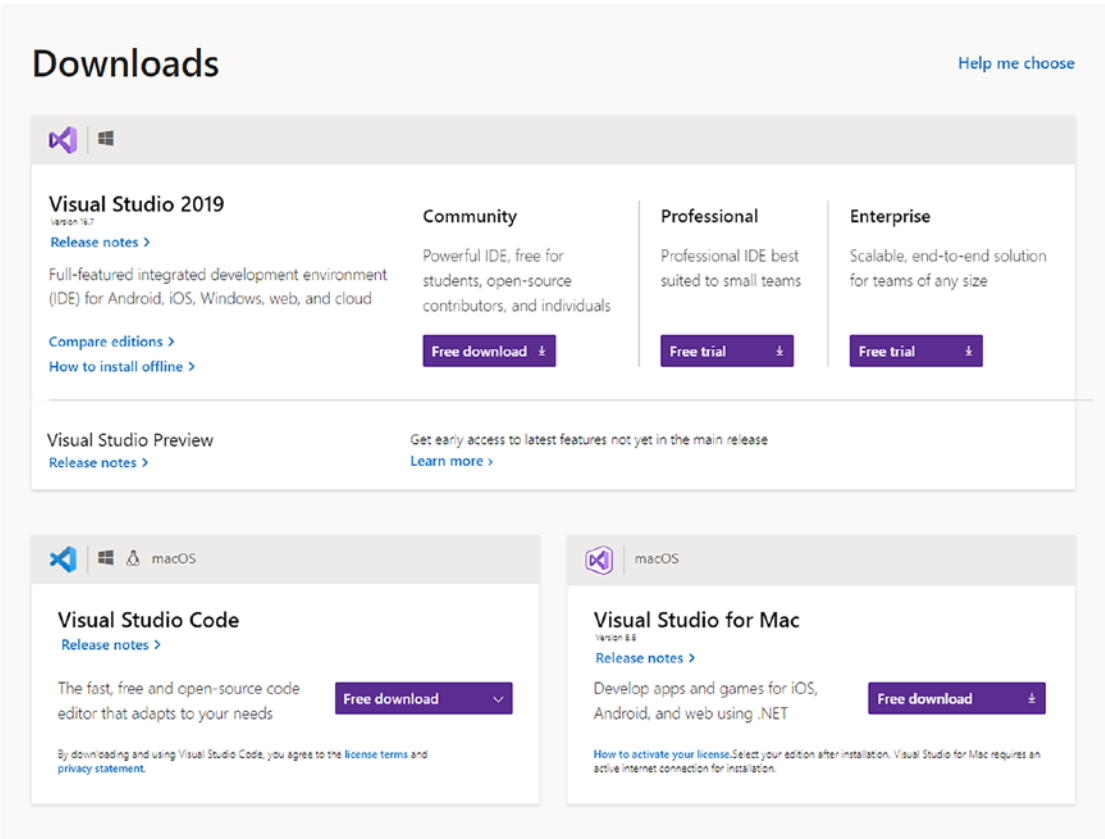 Downloads
Help me choose
Visual Studio 2019
Version 16.7
Release notes >
Full-featured integrated development environment
(IDE) for Android, iOS, Windows, web, and cloud
Compare editions >
How to install offline >
Community
Powerful IDE, free for
students, open-source
contributors, and individuals
Free download
Professional
Professional IDE best
suited to small teams
Free trial
Enterprise
Scalable, end-to-end solution
for teams of any size
Free trial
Visual Studio Preview
Release notes >
Get early access to latest features not yet in the main release
Learn more >
macOS
Visual Studio Code
Release notes >
The fast, free and open-source code
editor that adapts to your needs
Free download
By downloading and using Visual Studio Code, you agree to the license terms and
privacy statement.
macOS
Visual Studio for Mac
Version 8.6
Release notes >
Develop apps and games for iOS,
Android, and web using .NET
Free download
How to activate your license.Select your edition after installation. Visual Studio for Mac requires an
active internet connection for installation.